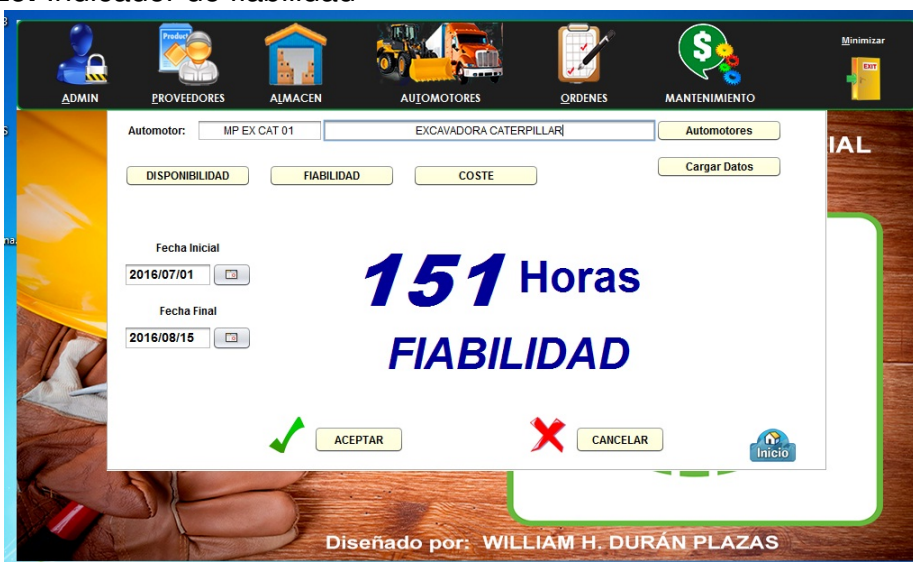 Indicador de fiabilidad
Product
EXIT
Minimizar
ADMIN
PROVEEDORES
ALMACEN
AUTOMOTORES
ORDENES
MANTENIMIENTO
Automotor:
MP EX CAT 01
EXCAVADORA CATERPILLAR
Automotores
IAL
DISPONIBILIDAD
FIABILIDAD
COSTE
Cargar Datos
Fecha Inicial
2016/07/01
151 Horas
Fecha Final
2016/08/15
FIABILIDAD
ACEPTAR
CANCELAR
Inicio
Diseñado por: WILLIAM H. DURÁN PLAZAS